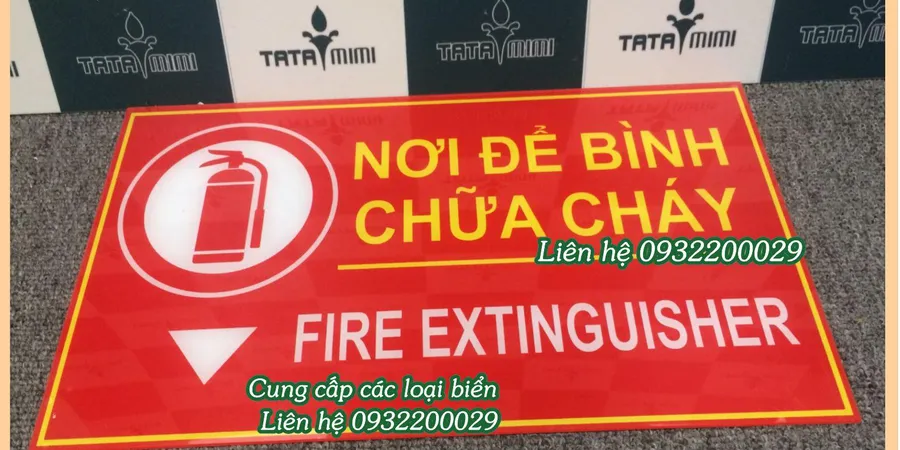 TATA MIMI
TATA MIMI
TATA MIMI
TATA MIMI
TATA
NƠI ĐỂ BÌNH
CHỮA CHÁY
Liên hệ 0932200029
FIRE EXTINGUISHER
Cung cấp các loại biển
Liên hệ 0932200029